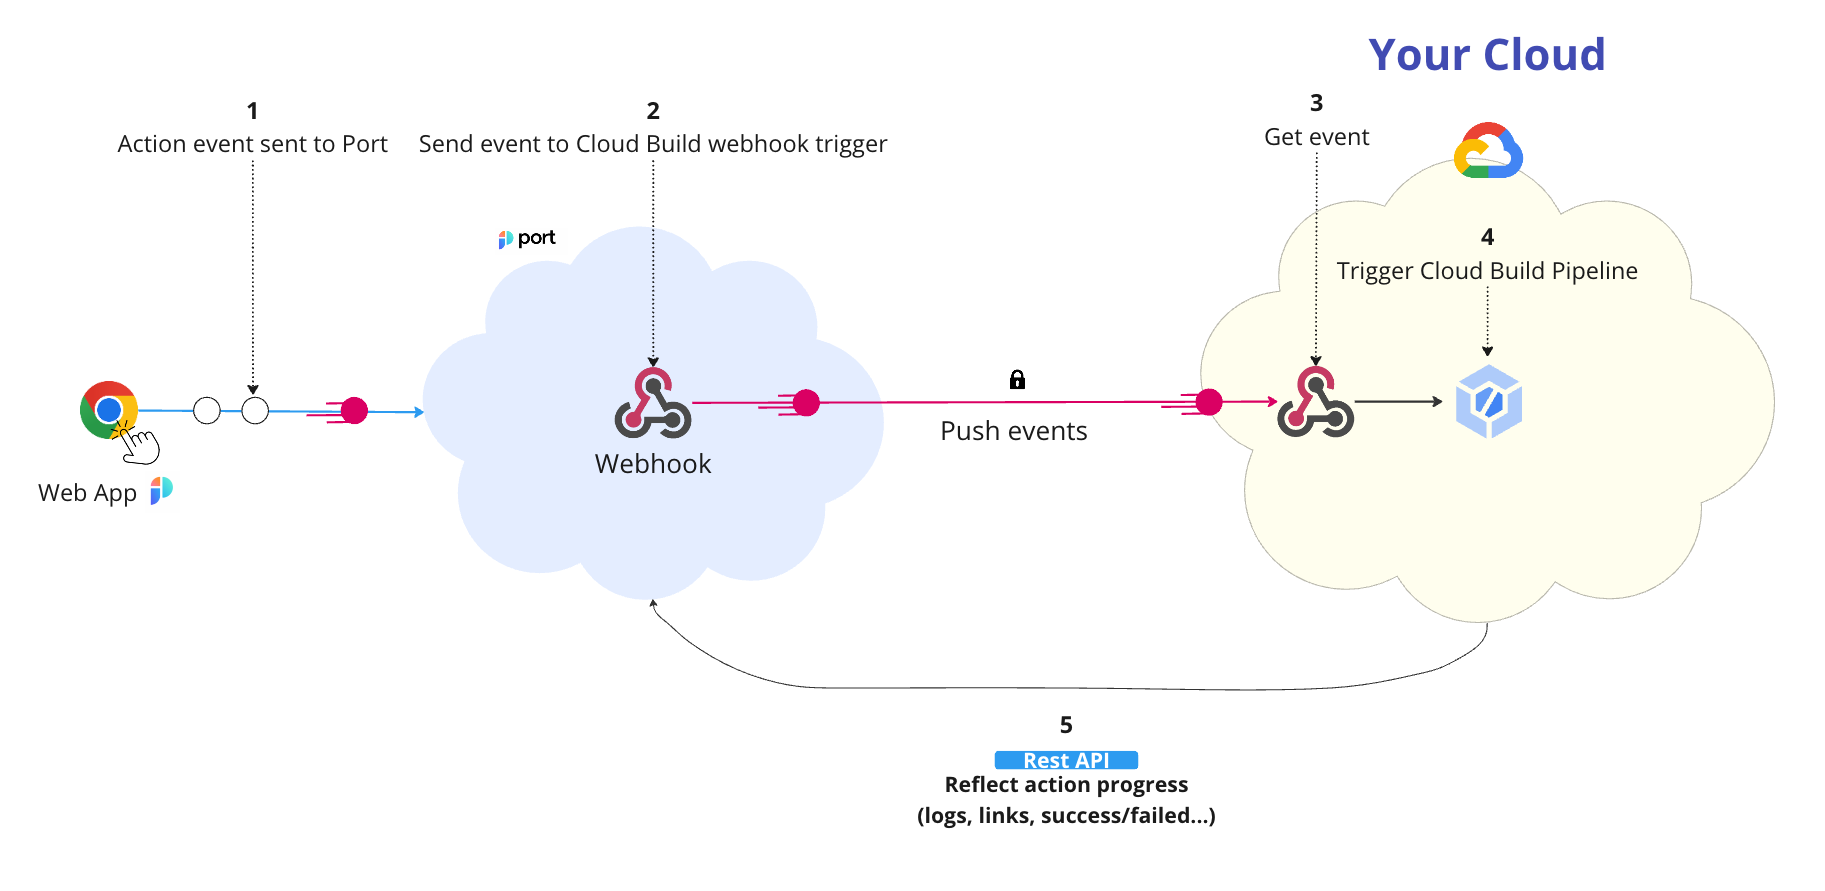 Your Cloud
1
Action event sent to Port
2
Send event to Cloud Build webhook trigger
3
Get event
port
4
Trigger Cloud Build Pipeline
Push events
Webhook
Web App
5
Rest API
Reflect action progress
(logs, links, success/failed...)